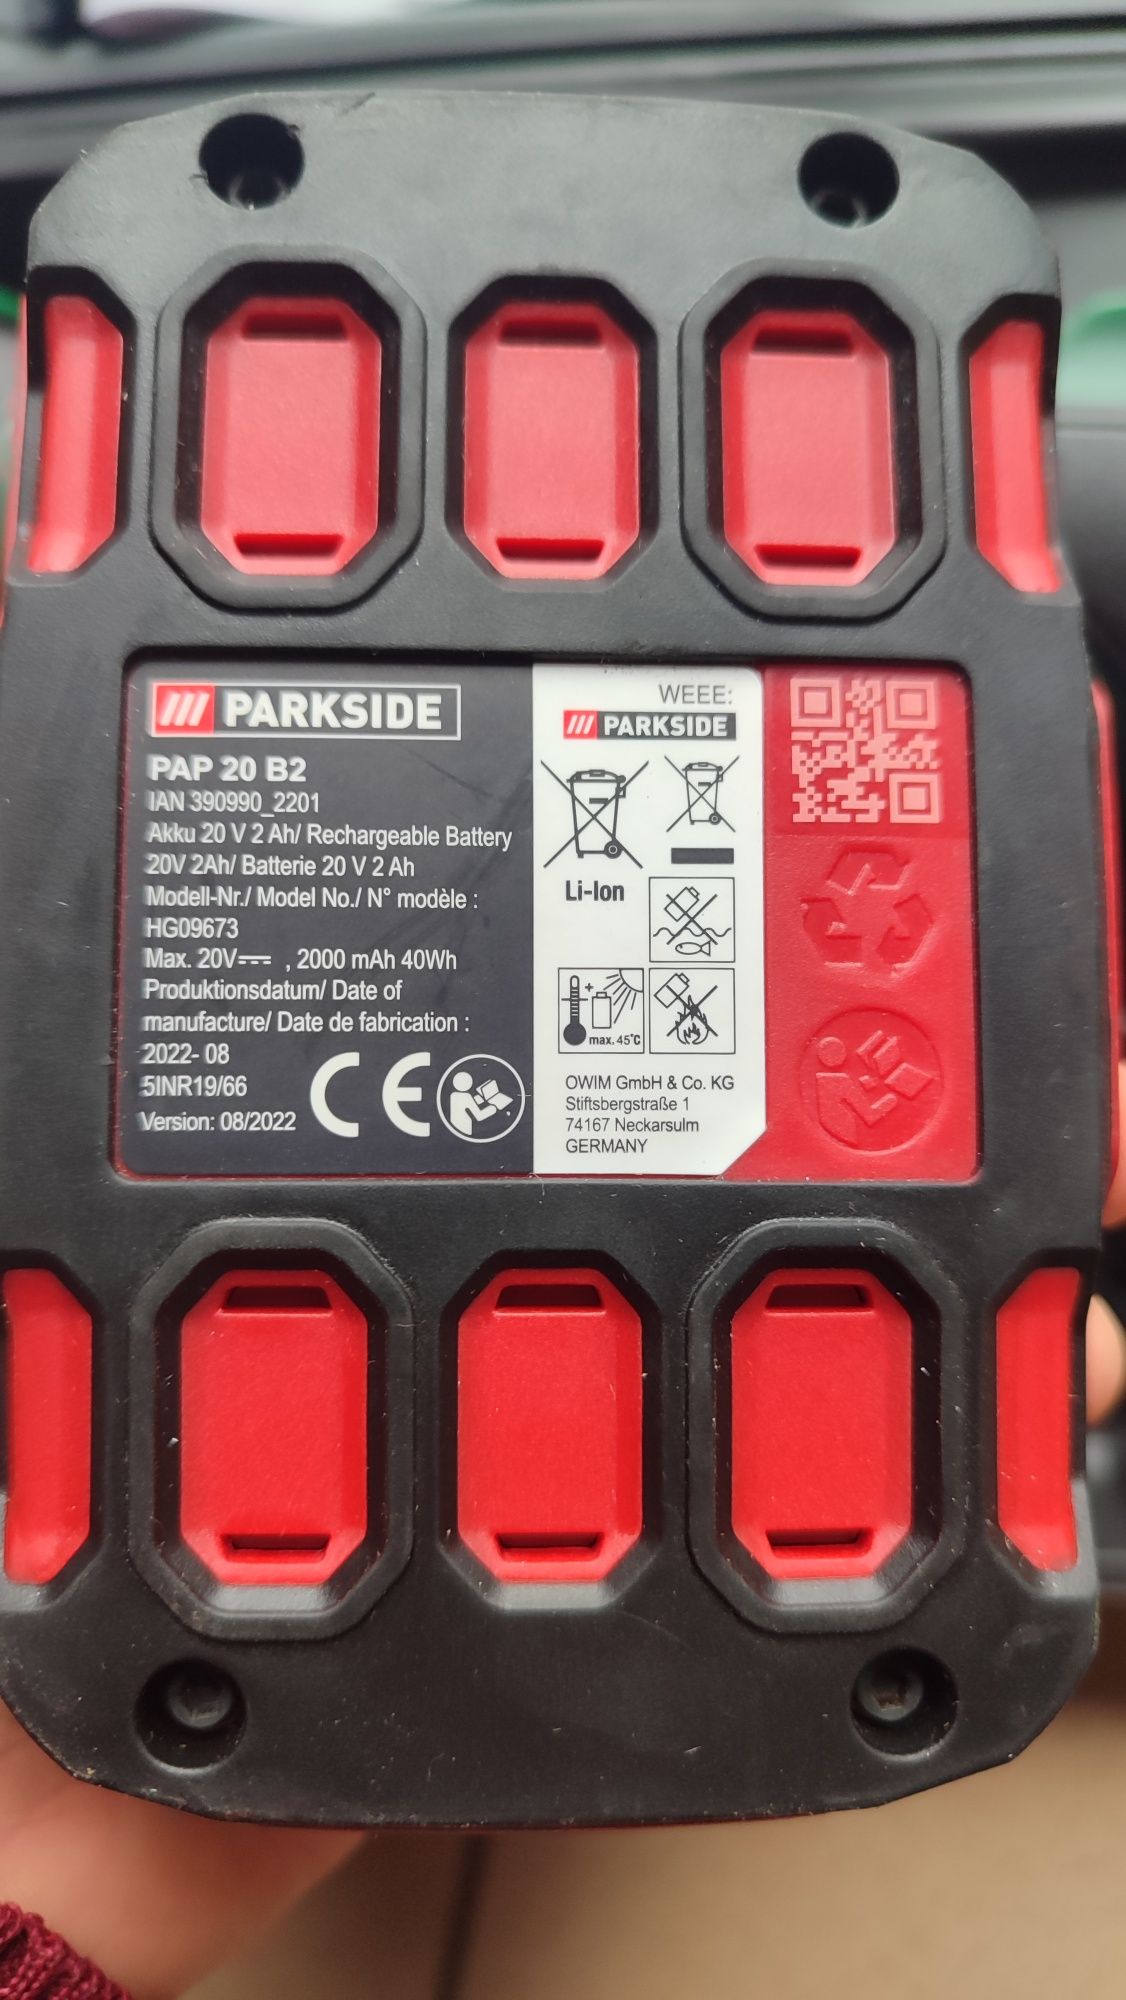 PARKSIDE
PAP 20 B2
IAN 390990_2201
Akku 20 V 2 Ah/ Rechargeable Battery
20V 2Ah/ Batterie 20 V 2 Ah
Modell-Nr./ Model No./ N° modèle :
HG09673
Max. 20V⎓ , 2000 mAh 40Wh
Produktionsdatum/ Date of
manufacture/ Date de fabrication :
2022- 08
5INR19/66
Version: 08/2022
CE
WEEE:
PARKSIDE
Li-Ion
+
max. 45°C
OWIM GmbH & Co. KG
Stiftsbergstraße 1
74167 Neckarsulm
GERMANY